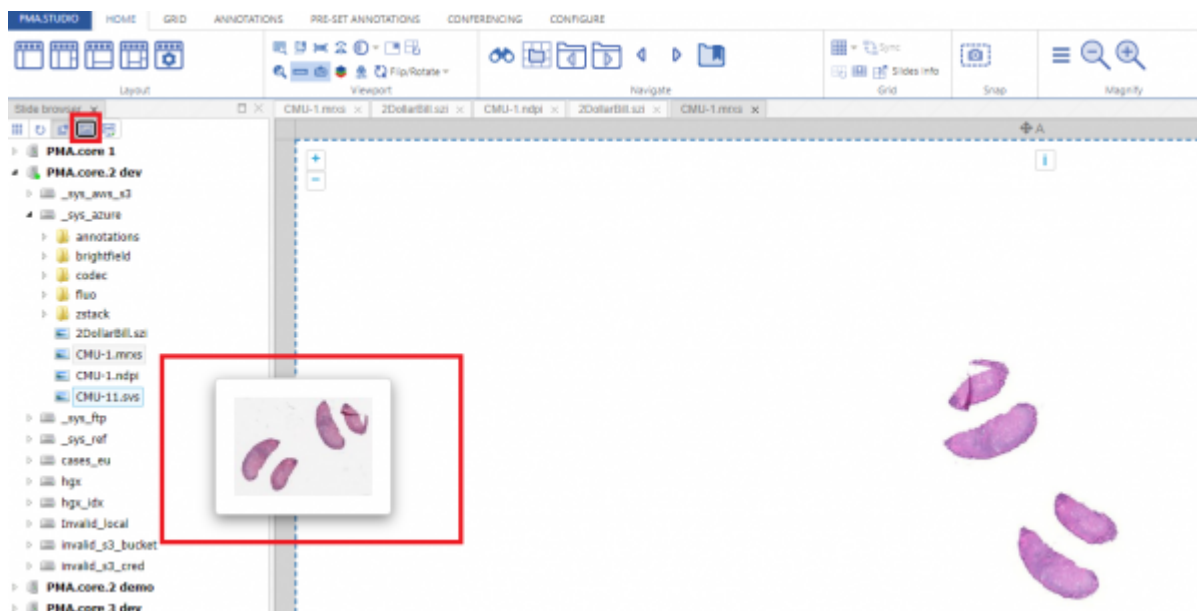 PMA.STUDIO HOME GRID ANNOTATIONS PRE-SET ANNOTATIONS CONFERENCING CONFIGURE
Flip/Rotate
Sync
Slides info
Layout Viewport Navigate Grid Snap Magnify
Slide browser
CMU-1.mrxs 2DollarBill.szi CMU-1.ndpi 2DollarBill.szi CMU-1.mrxs
A
i
PMA.core 1
PMA.core.2 dev
_sys_aws_s3
_sys_azure
annotations
brightfield
codec
fluo
zstack
2DollarBill.szi
CMU-1.mrxs
CMU-1.ndpi
CMU-11.svs
_sys_ftp
_sys_ref
cases_eu
hgx
hgx_idx
Invalid_local
invalid_s3_bucket
invalid_s3_cred
PMA.core.2 demo
PMA.core.3 dev